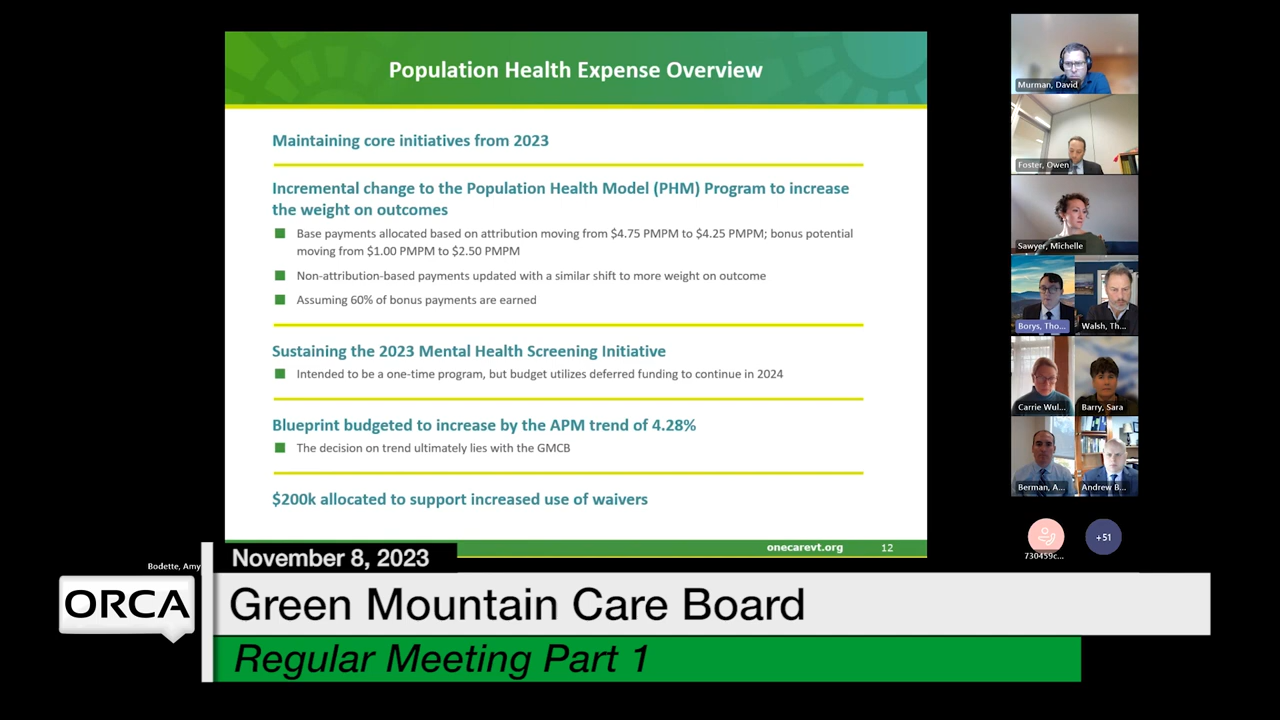 Population Health Expense Overview
Maintaining core initiatives from 2023
Incremental change to the Population Health Model (PHM) Program to increase
the weight on outcomes
Base payments allocated based on attribution moving from $4.75 PMPM to $4.25 PMPM; bonus potential
moving from $1.00 PMPM to $2.50 PMPM
Non-attribution-based payments updated with a similar shift to more weight on outcome
Assuming 60% of bonus payments are earned
Sustaining the 2023 Mental Health Screening Initiative
Intended to be a one-time program, but budget utilizes deferred funding to continue in 2024
Blueprint budgeted to increase by the APM trend of 4.28%
The decision on trend ultimately lies with the GMCB
$200k allocated to support increased use of waivers
onecarevt.org 12
Murman, David
Foster, Owen
Sawyer, Michelle
Borys, Tho... Walsh, Th...
Carrie Wul... Barry, Sara
Berman, A... Andrew B...
+51
730459c...
Bodette, Amy
November 8, 2023
ORCA
Green Mountain Care Board
Regular Meeting Part 1